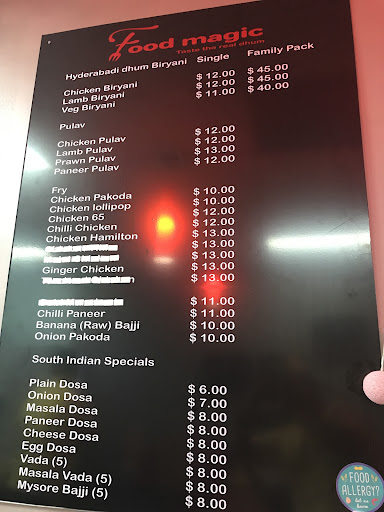 Food magic
Taste the real dhum
Hyderabadi dhum Biryani Single Family Pack
Chicken Biryani $ 12.00 $ 45.00
Lamb Biryani $ 12.00 $ 45.00
Veg Biryani $ 11.00 $ 40.00
Pulav
Chicken Pulav $ 12.00
Lamb Pulav $ 12.00
Prawn Pulav $ 13.00
Paneer Pulav $ 12.00
Fry
Chicken Pakoda $ 10.00
Chicken lollipop $ 10.00
Chicken 65 $ 12.00
Chilli Chicken $ 12.00
Chicken Hamilton $ 13.00
$ 13.00
$ 13.00
Ginger Chicken $ 13.00
$ 13.00
$ 11.00
Chilli Paneer $ 11.00
Banana (Raw) Bajji $ 10.00
Onion Pakoda $ 10.00
South Indian Specials
Plain Dosa $ 6.00
Onion Dosa $ 7.00
Masala Dosa $ 8.00
Paneer Dosa $ 8.00
Cheese Dosa $ 8.00
Egg Dosa $ 8.00
Vada (5) $ 8.00
Masala Vada (5) $ 8.00
Mysore Bajji (5) $ 8.00
FOOD
ALLERGY?
let us
know